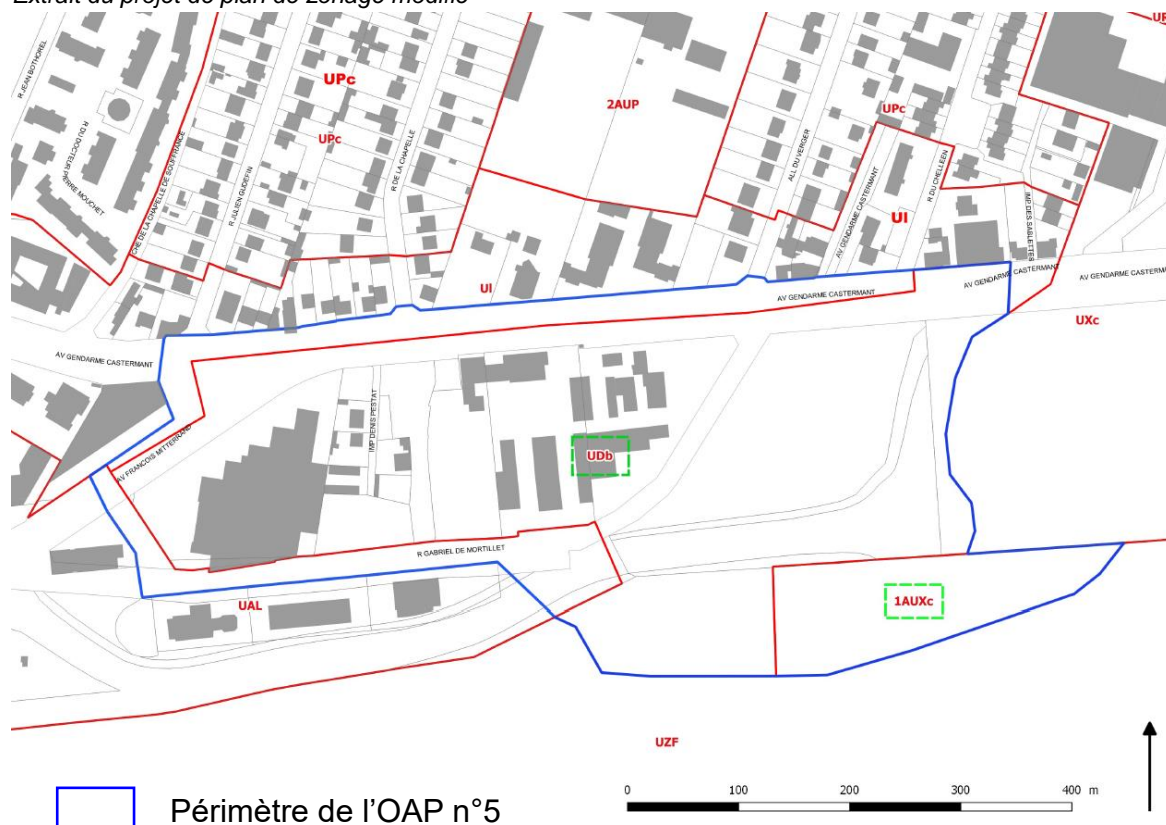 Extrait du projet de plan de zonage modifié
UPc
2AUP
UPc
UPc
R JEAN BOTHOREL
R DU DOCTEUR PIERRE MOUCHET
CHE DE LA CHAPELLE DE SOUFFRANCE
R JULIEN GUDEFIN
R DE LA CHAPELLE
ALL DU VERGER
AV GENDARME CASTERMANT
R DU CHELLEEN
IMP DES SABLETTES
UI
UI
AV GENDARME CASTERMANT
AV GENDARME CASTERMANT
AV GENDARME CASTERMANT
UXc
AV GENDARME CASTERMANT
IMP DENIS PESTAT
AV FRANCOIS MITTERRAND
UDb
R GABRIEL DE MORTILLET
UAL
1AUXc
UZF
0 100 200 300 400 m
Périmètre de l'OAP n°5